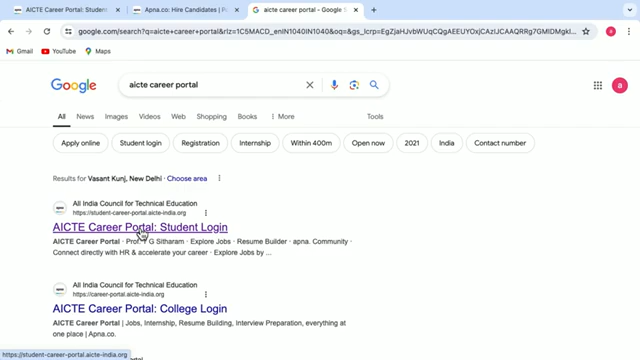 AICTE Career Portal: Studen
Apna.co: Hire Candidates | P
aicte career portal - Google S
google.com/search?q=aicte+career+portal&rlz=1C5MACD_enIN1040IN1040&oq=&gs_lcrp=
Gmail
YouTube
Maps
Google
aicte career portal
a
All
News
Images
Videos
Web
Shopping
Books
More
Tools
Apply online
Student login
Registration
Internship
Within 400m
Open now
2021
India
Contact number
Results for Vasant Kunj, New Delhi · Choose area
All India Council for Technical Education
https://student-career-portal.aicte-india.org
AICTE Career Portal: Student Login
AICTE Career Portal · Prof. T G Sitharam · Explore Jobs · Resume Builder · apna. Community ·
Connect directly with HR & accelerate your career · Explore Jobs by ...
All India Council for Technical Education
https://career-portal.aicte-india.org
AICTE Career Portal: College Login
AICTE Career Portal | Jobs, Internship, Resume Building, Interview Preparation, everything at
one place | Apna.co.
https://student-career-portal.aicte-india.org